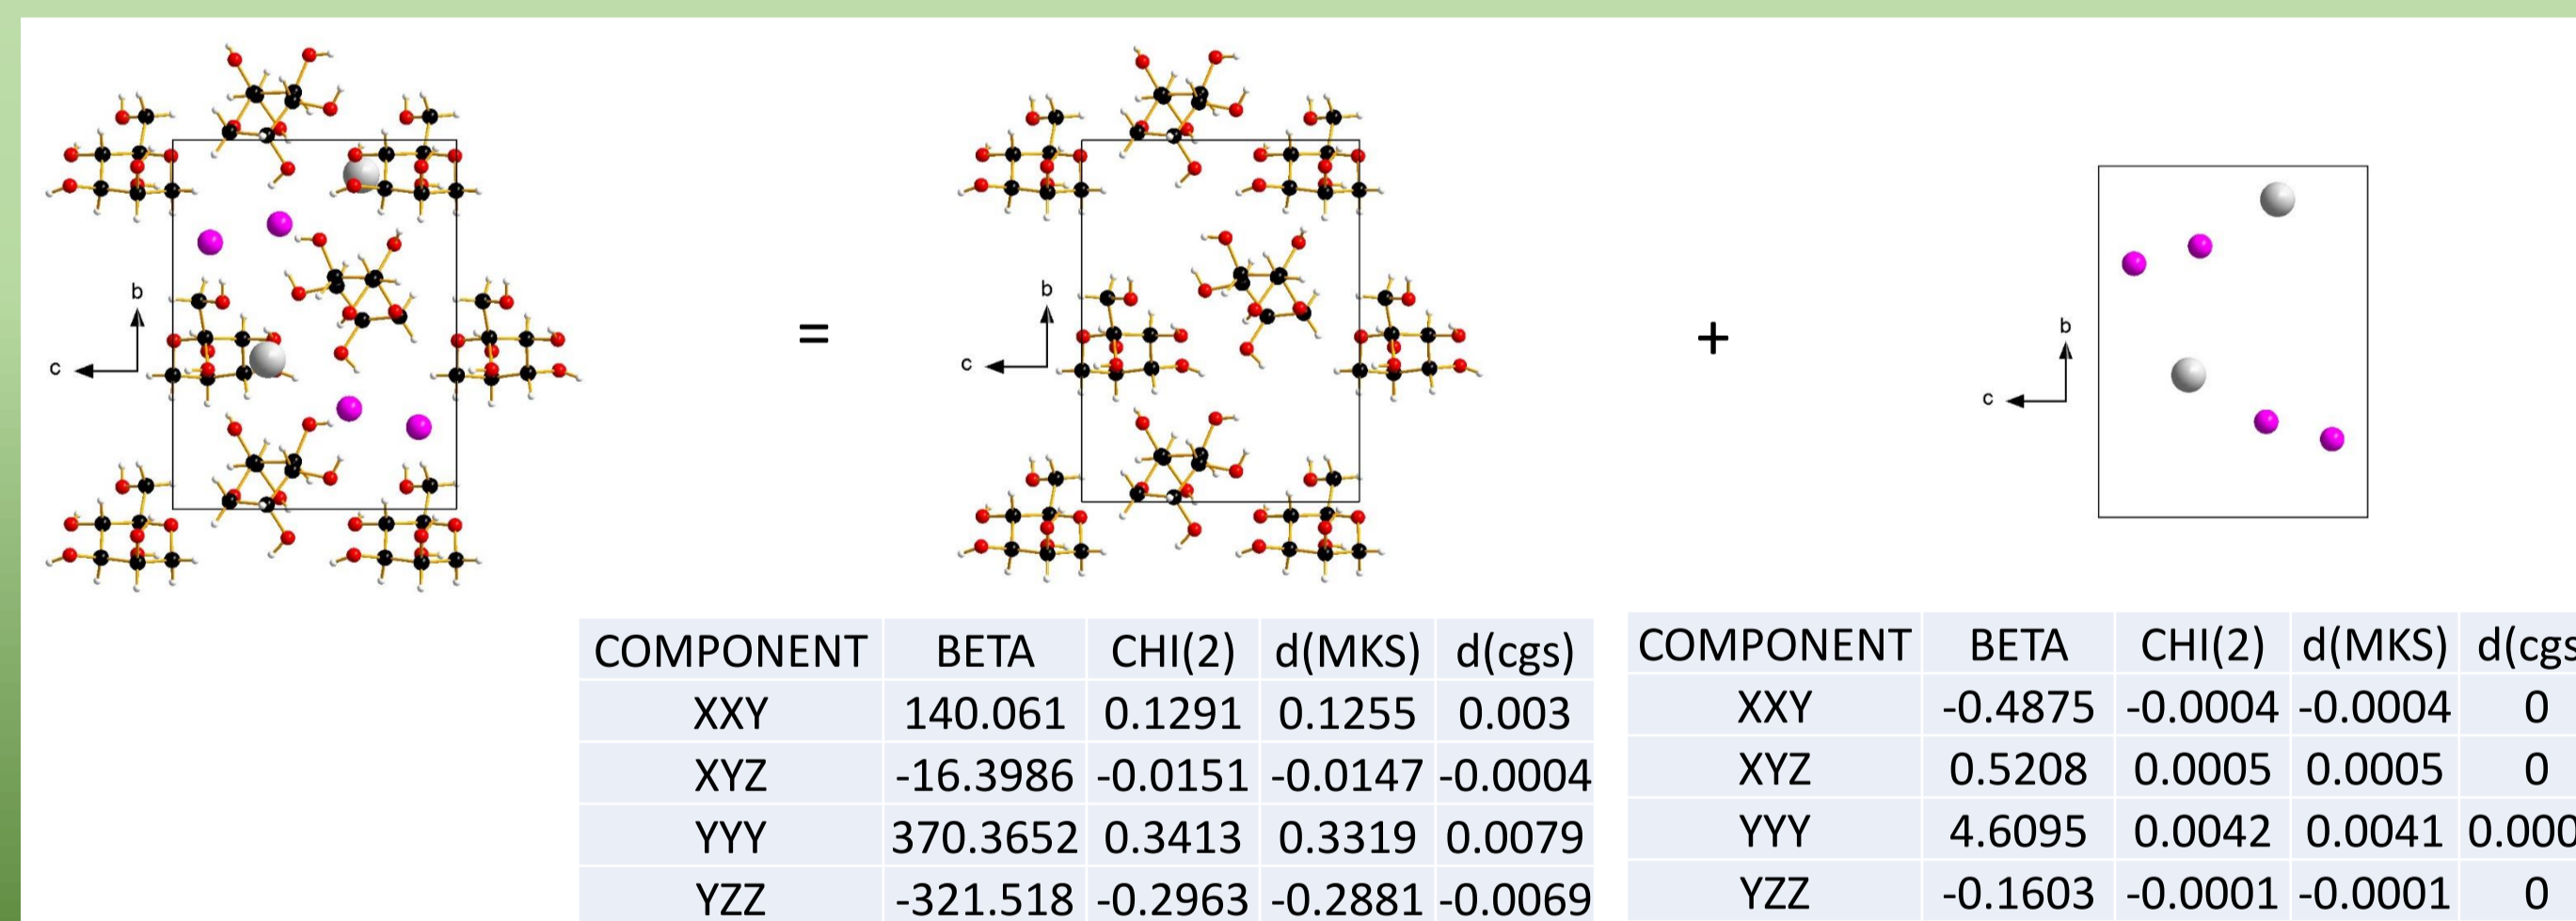 b
c
=
b
c
+
b
c
COMPONENT BETA CHI(2) d(MKS) d(cgs)
XXY 140.061 0.1291 0.1255 0.003
XYZ -16.3986 -0.0151 -0.0147 -0.0004
YYY 370.3652 0.3413 0.3319 0.0079
YZZ -321.518 -0.2963 -0.2881 -0.0069
COMPONENT BETA CHI(2) d(MKS) d(cgs
XXY -0.4875 -0.0004 -0.0004 0
XYZ 0.5208 0.0005 0.0005 0
YYY 4.6095 0.0042 0.0041 0.000
YZZ -0.1603 -0.0001 -0.0001 0